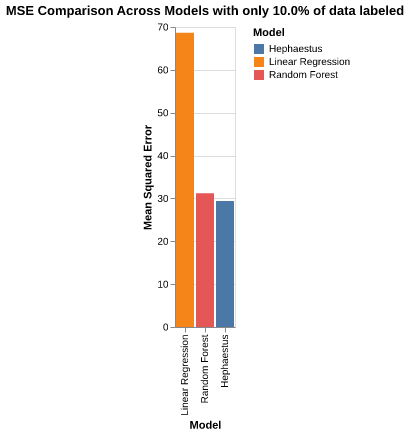 MSE Comparison Across Models with only 10.0% of data labeled
Model
Hephaestus
Linear Regression
Random Forest
70
60
50
40
30
20
10
0
Mean Squared Error
Linear Regression
Random Forest
Hephaestus
Model